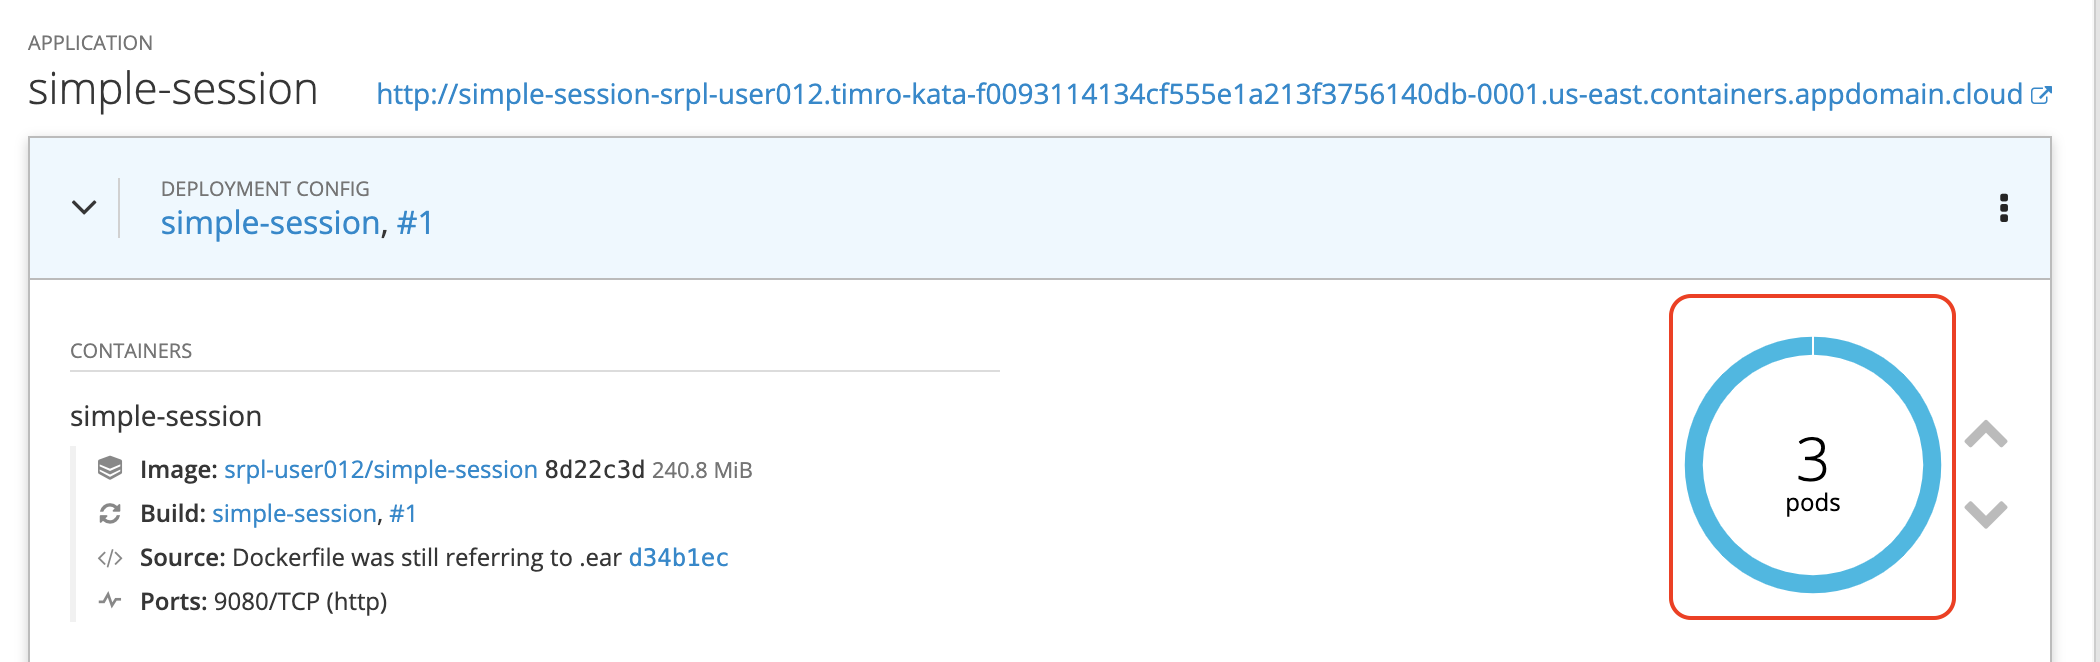 APPLICATION
simple-session http://simple-session-srpl-user012.timro-kata-f0093114134cf555e1a213f3756140db-0001.us-east.containers.appdomain.cloud
DEPLOYMENT CONFIG
simple-session, #1
CONTAINERS
simple-session
Image: srpl-user012/simple-session 8d22c3d 240.8 MiB
Build: simple-session, #1
Source: Dockerfile was still referring to .ear d34b1ec
Ports: 9080/TCP (http)
3
pods